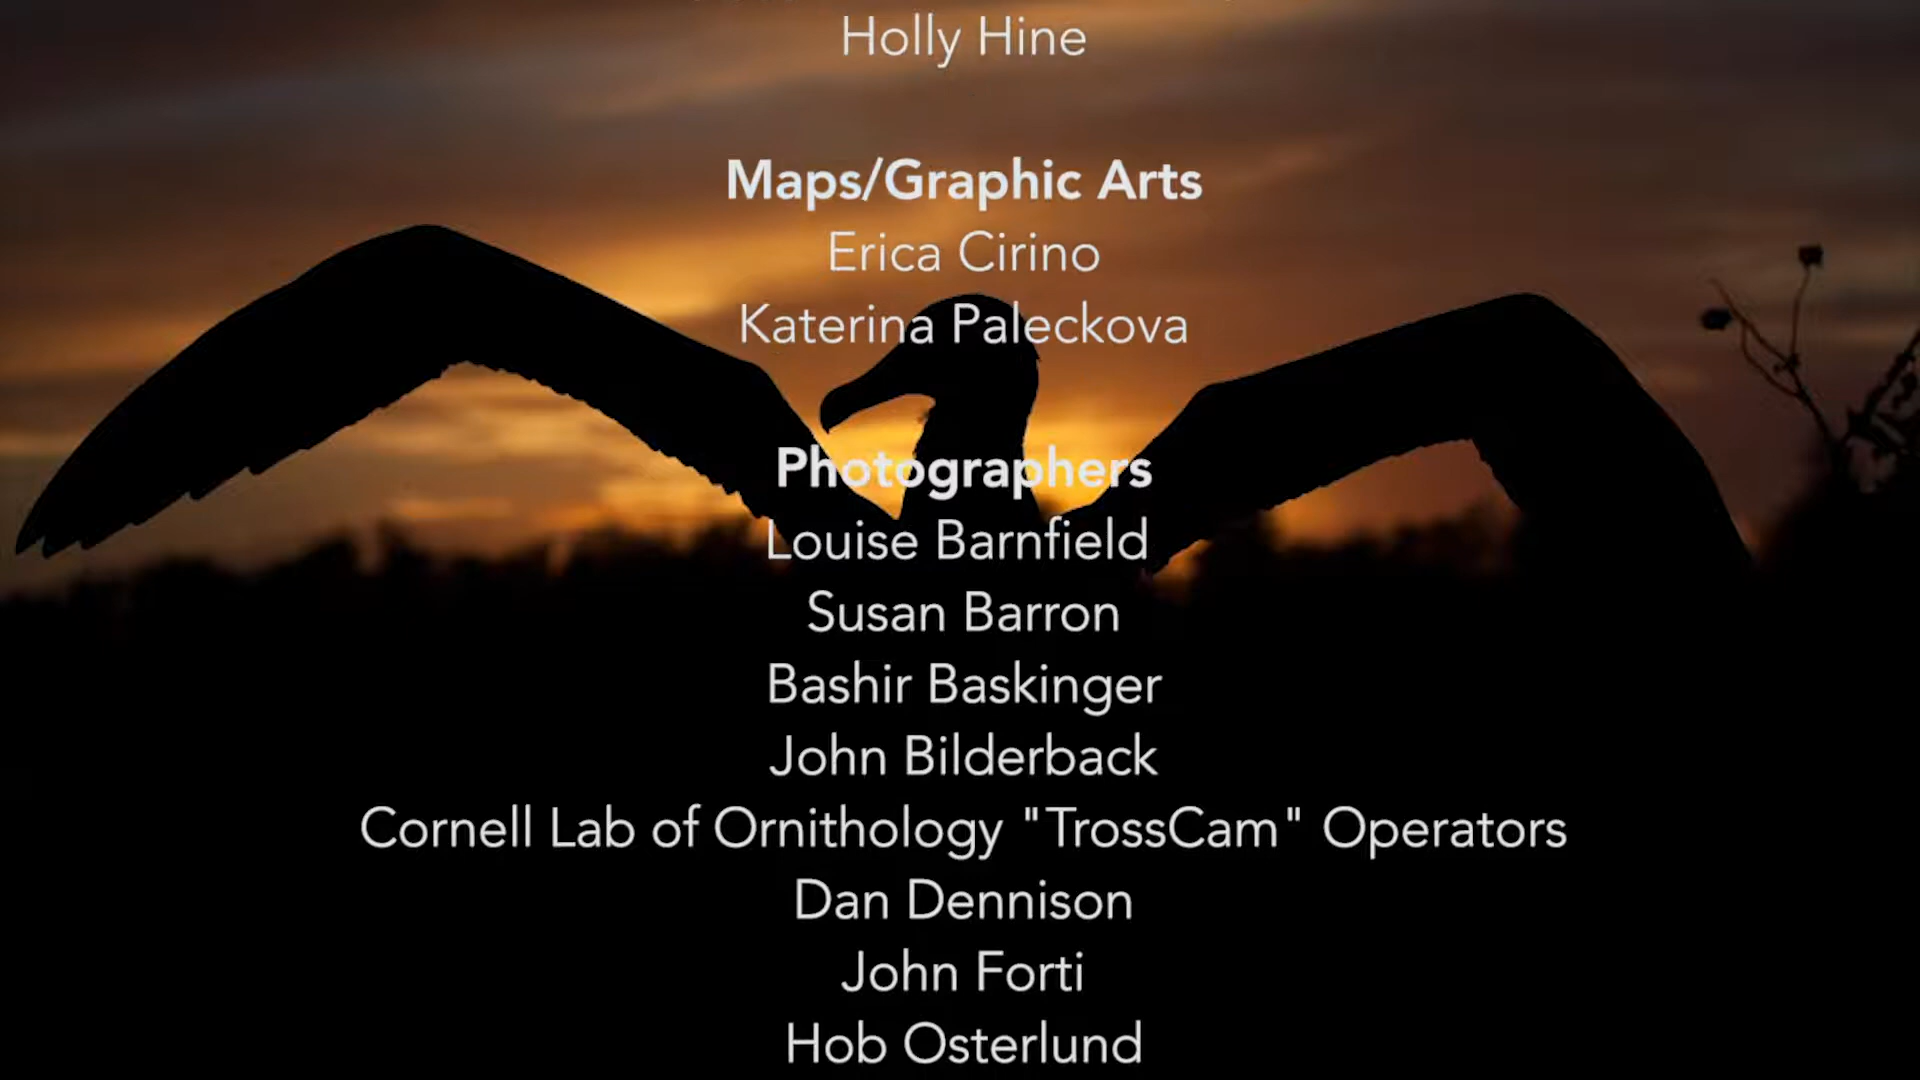 Holly Hine
Maps/Graphic Arts
Erica Cirino
Katerina Paleckova
Photographers
Louise Barnfield
Susan Barron
Bashir Baskinger
John Bilderback
Cornell Lab of Ornithology "TrossCam" Operators
Dan Dennison
John Forti
Hob Osterlund